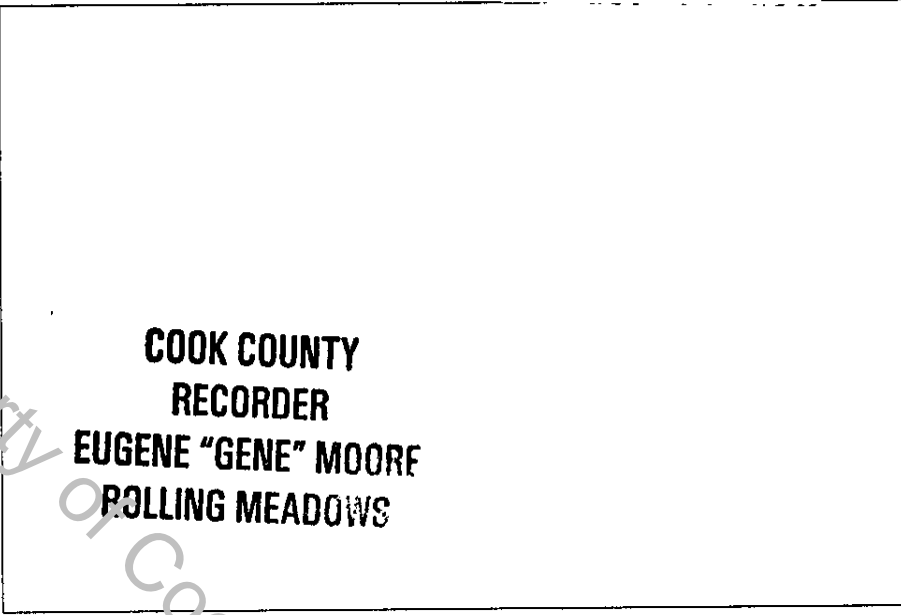 COOK COUNTY
RECORDER
EUGENE "GENE" MOORE
ROLLING MEADOWS